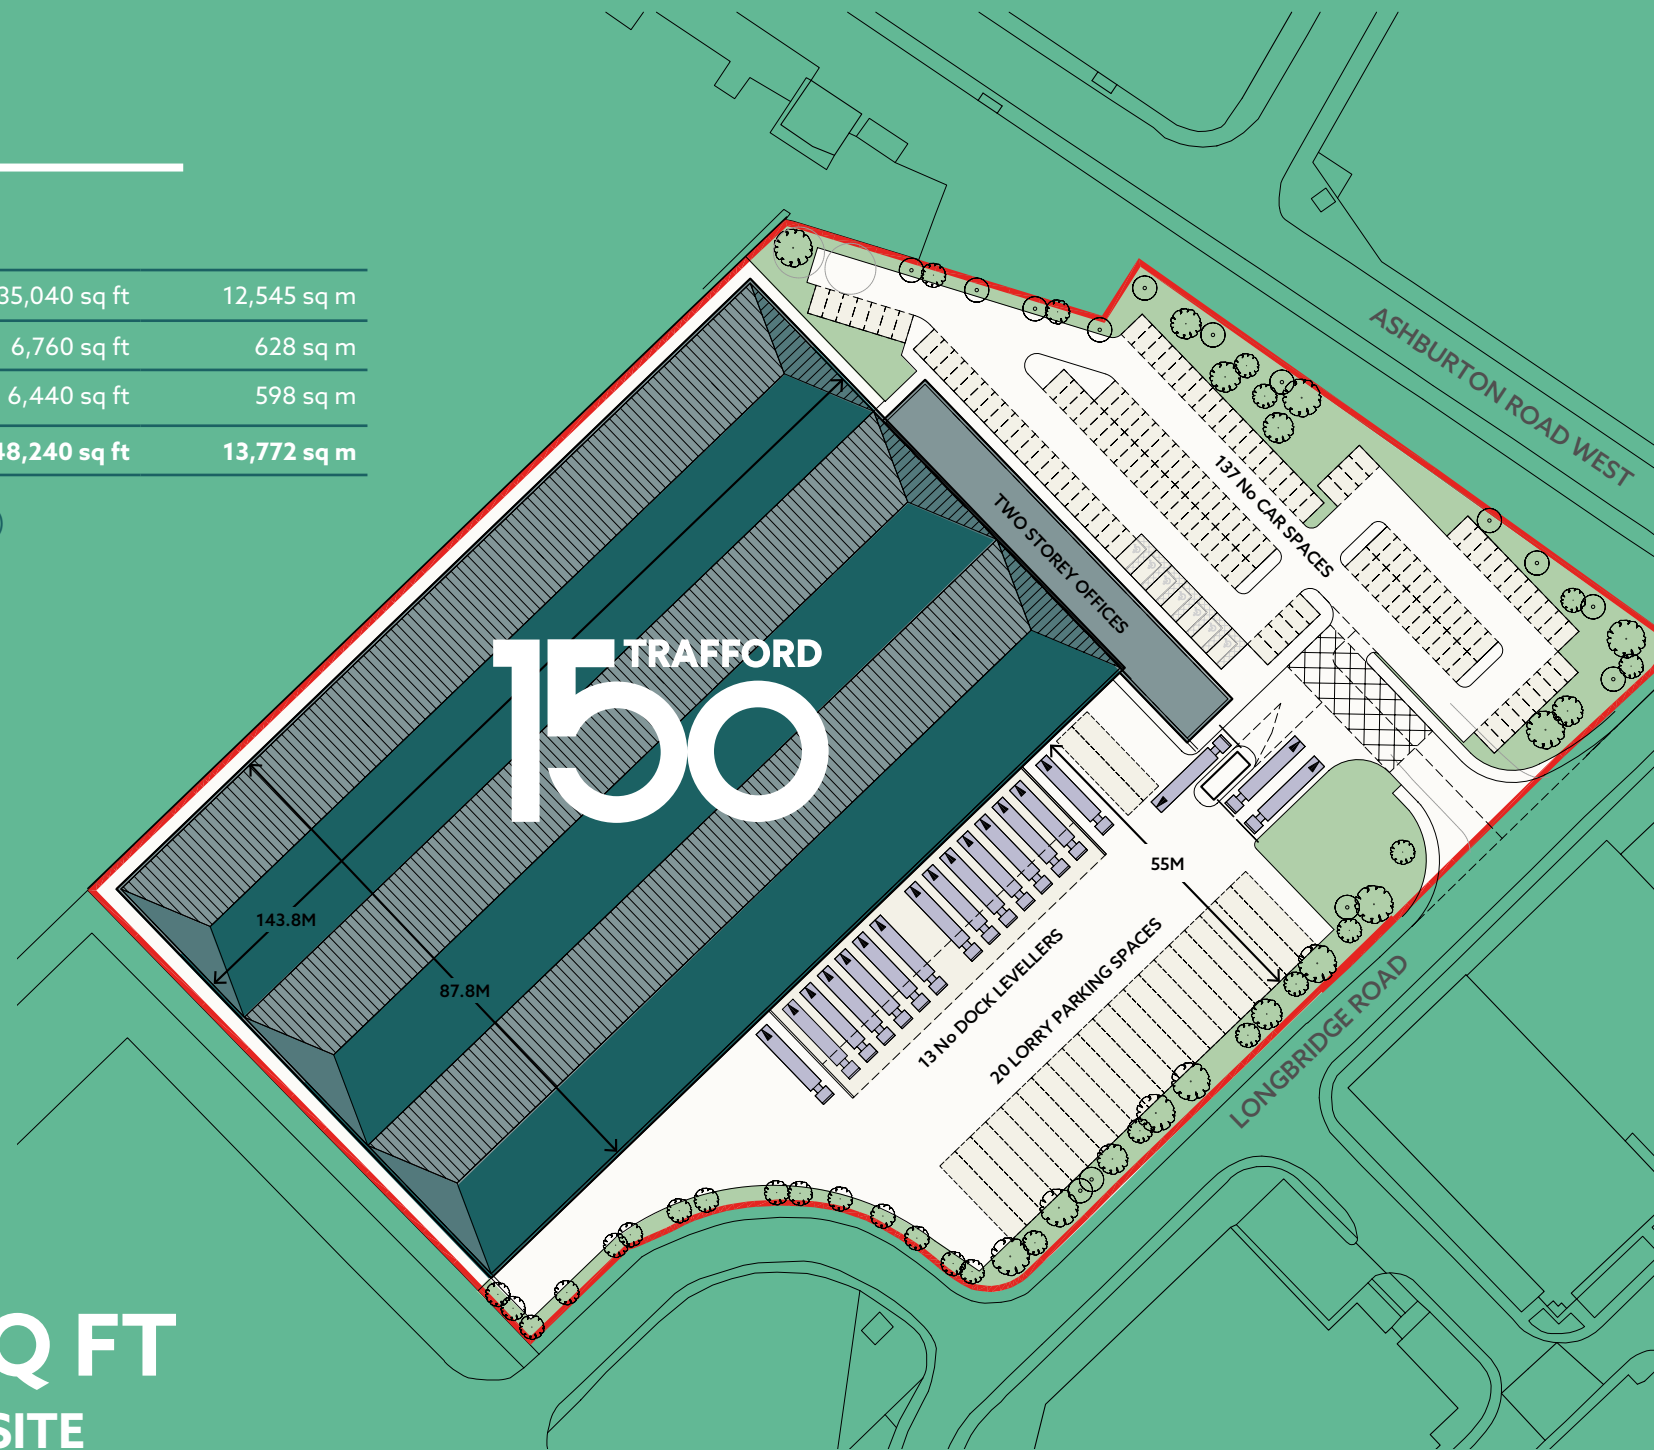 35,040 sq ft 12,545 sq m
6,760 sq ft 628 sq m
6,440 sq ft 598 sq m
48,240 sq ft 13,772 sq m
)
ASHBURTON ROAD WEST
137 No CAR SPACES
TWO STOREY OFFICES
150 TRAFFORD
55M
143.8M
87.8M
13 No DOCK LEVELLERS
20 LORRY PARKING SPACES
LONGBRIDGE ROAD
Q FT
SITE